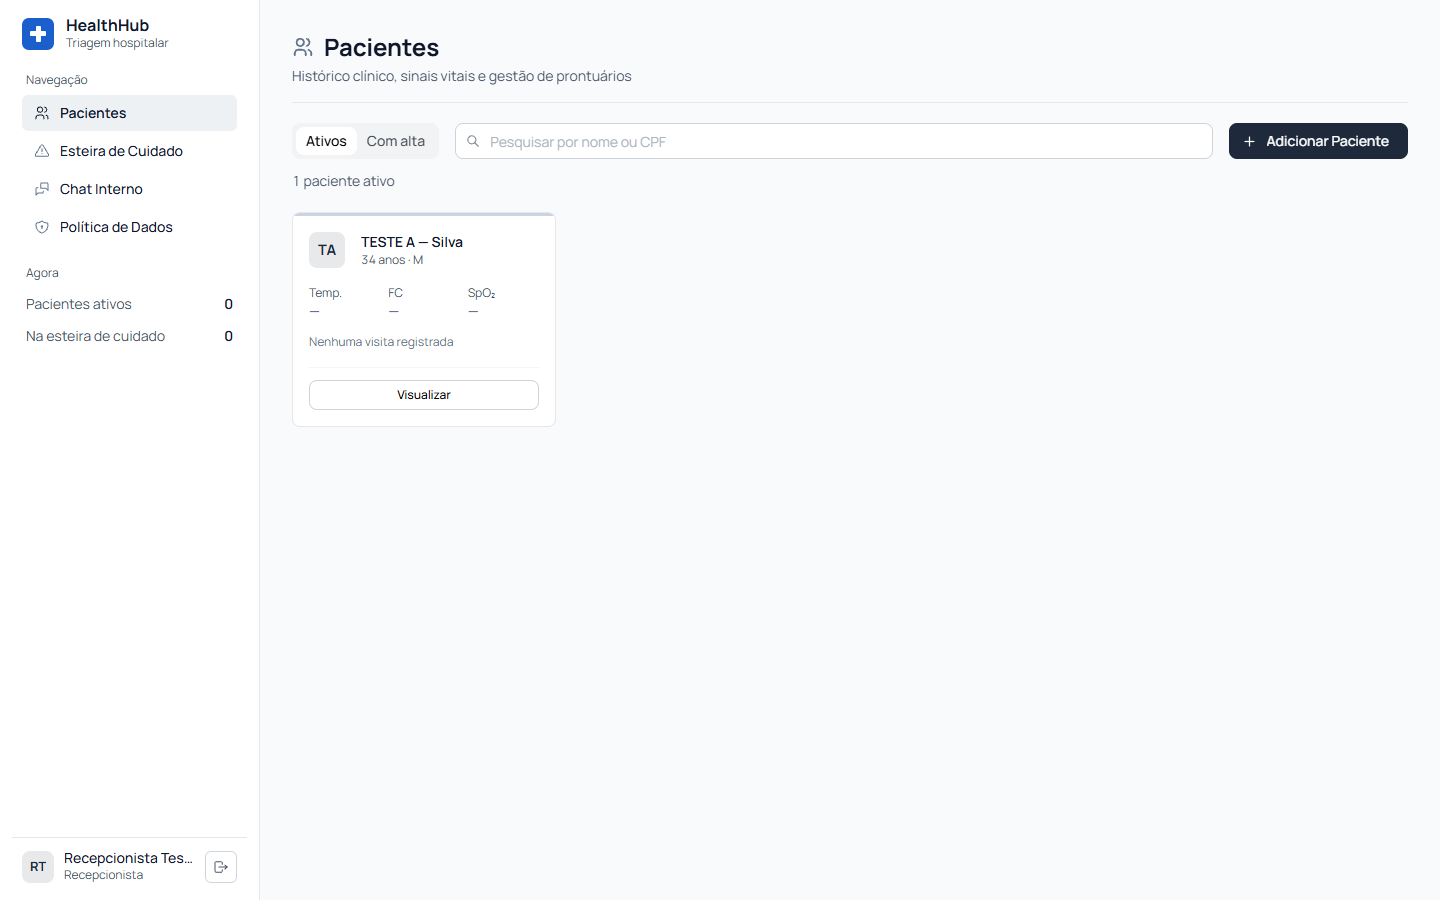 HealthHub
Triagem hospitalar
Navegação
Pacientes
Esteira de Cuidado
Chat Interno
Política de Dados
Agora
Pacientes ativos 0
Na esteira de cuidado 0
RT
Recepcionista Tes...
Recepcionista
Pacientes
Histórico clínico, sinais vitais e gestão de prontuários
Ativos Com alta Pesquisar por nome ou CPF + Adicionar Paciente
1 paciente ativo
TA
TESTE A — Silva
34 anos · M
Temp. FC SpO₂
— — —
Nenhuma visita registrada
Visualizar